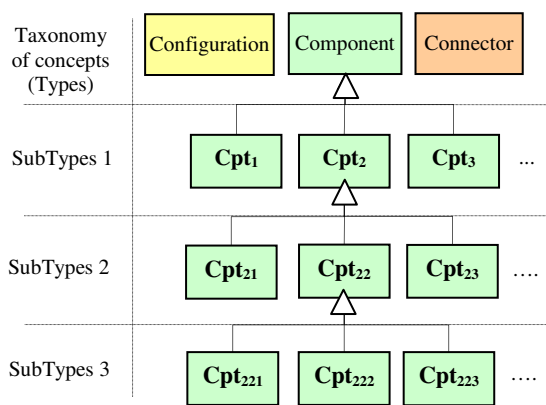 Taxonomy
of concepts
(Types)
Configuration
Component
Connector
SubTypes 1
Cpt₁
Cpt₂
Cpt₃
...
SubTypes 2
Cpt₂₁
Cpt₂₂
Cpt₂₃
....
SubTypes 3
Cpt₂₂₁
Cpt₂₂₂
Cpt₂₂₃
....